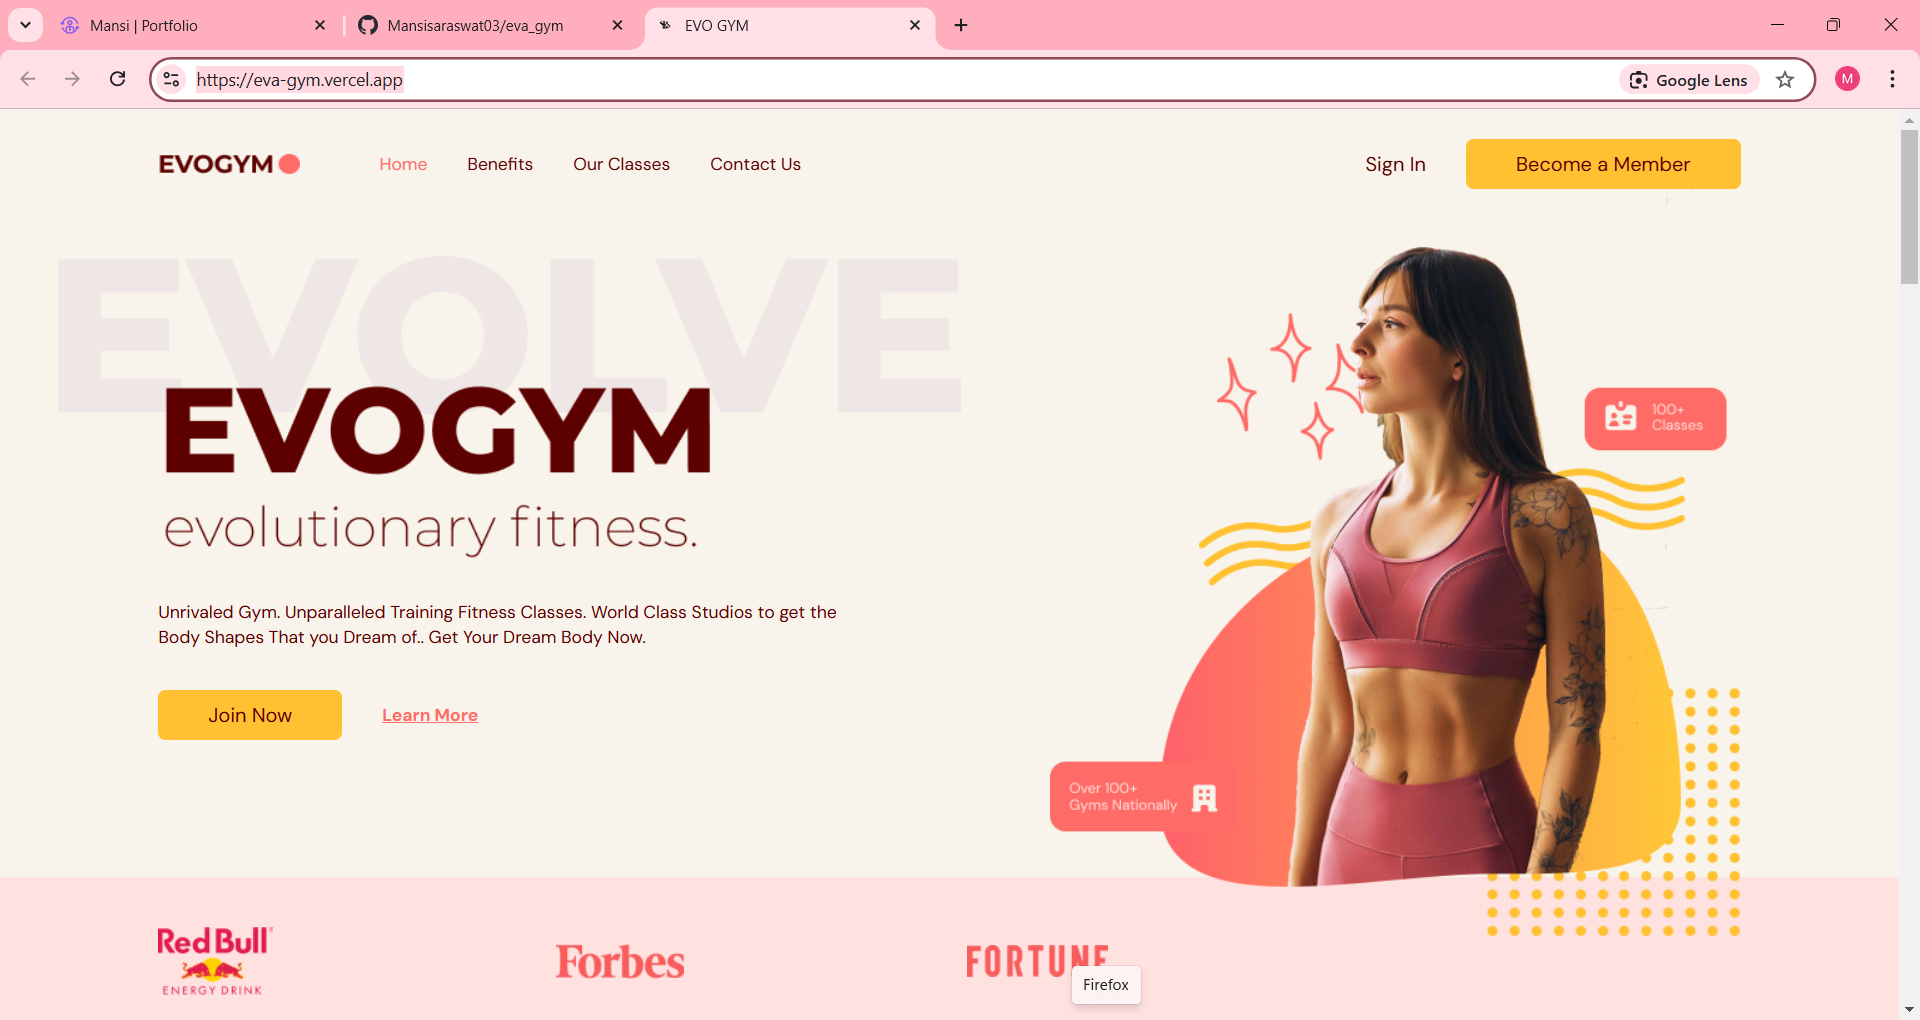 Mansi | Portfolio
Mansisaraswat03/eva_gym
EVO GYM
https://eva-gym.vercel.app
Google Lens
M
EVOGYM
Home
Benefits
Our Classes
Contact Us
Sign In
Become a Member
EVOLVE
EVOGYM
evolutionary fitness.
100+
Classes
Unrivaled Gym. Unparalleled Training Fitness Classes. World Class Studios to get the
Body Shapes That you Dream of.. Get Your Dream Body Now.
Join Now
Learn More
Over 100+
Gyms Nationally
Red Bull
ENERGY DRINK
Forbes
FORTUNE
Firefox